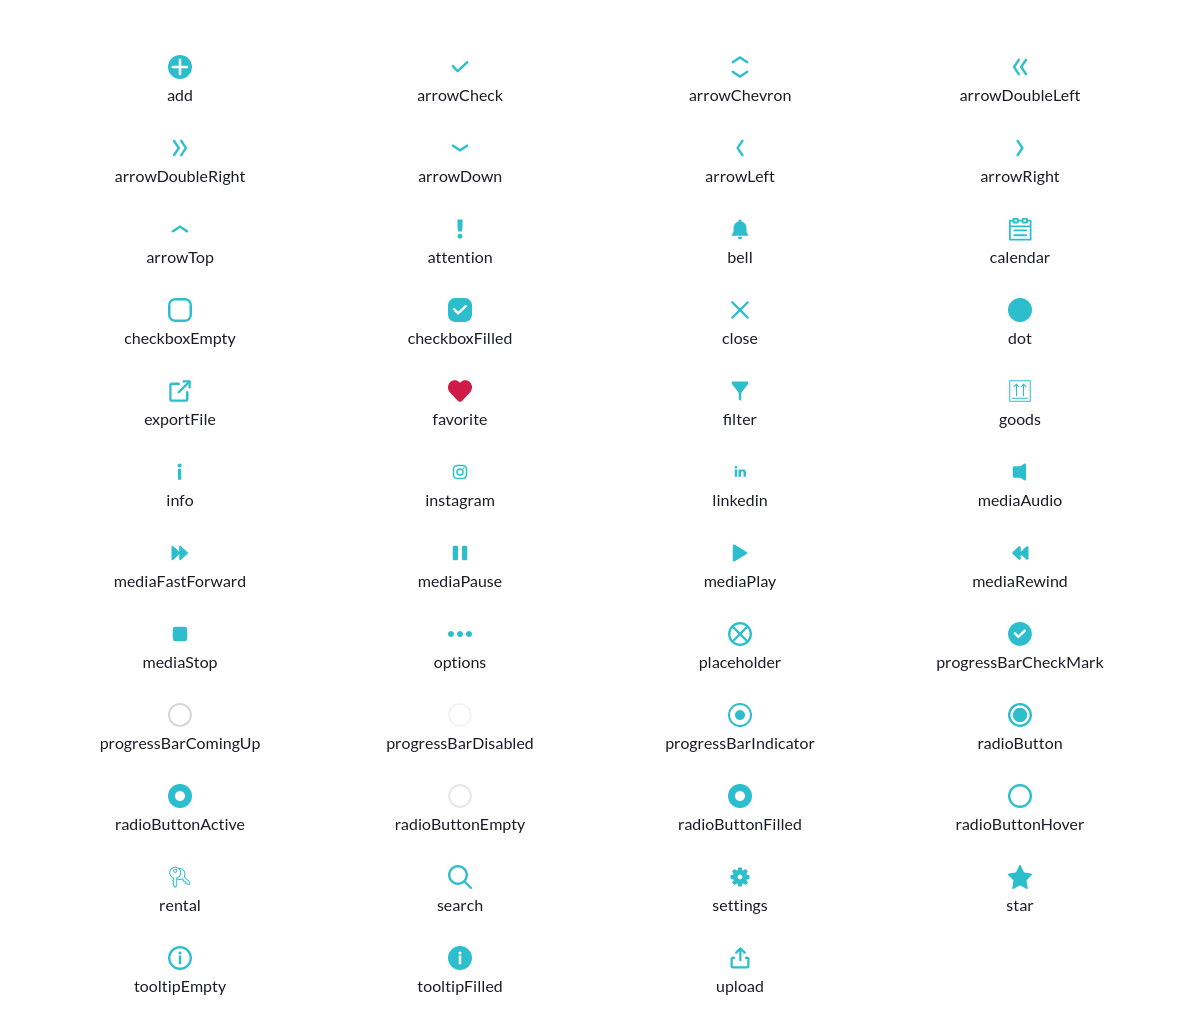 add arrowCheck arrowChevron arrowDoubleLeft
arrowDoubleRight arrowDown arrowLeft arrowRight
arrowTop attention bell calendar
checkboxEmpty checkboxFilled close dot
exportFile favorite filter goods
info instagram linkedin mediaAudio
mediaFastForward mediaPause mediaPlay mediaRewind
mediaStop options placeholder progressBarCheckMark
progressBarComingUp progressBarDisabled progressBarIndicator radioButton
radioButtonActive radioButtonEmpty radioButtonFilled radioButtonHover
rental search settings star
tooltipEmpty tooltipFilled upload